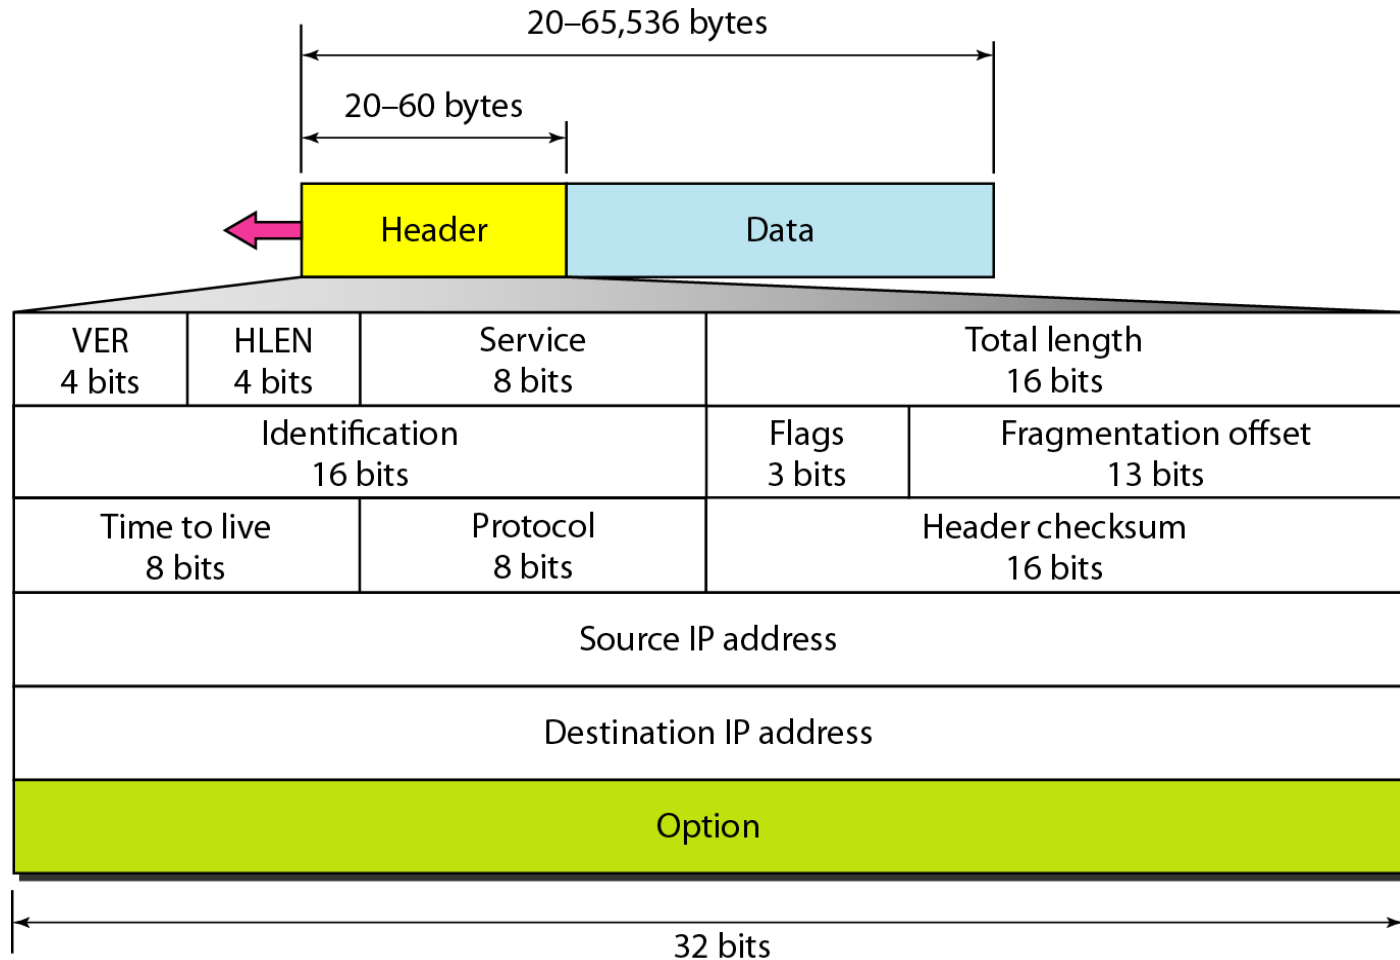 20–65,536 bytes
20–60 bytes
Header
Data
VER
4 bits
HLEN
4 bits
Service
8 bits
Total length
16 bits
Identification
16 bits
Flags
3 bits
Fragmentation offset
13 bits
Time to live
8 bits
Protocol
8 bits
Header checksum
16 bits
Source IP address
Destination IP address
Option
32 bits